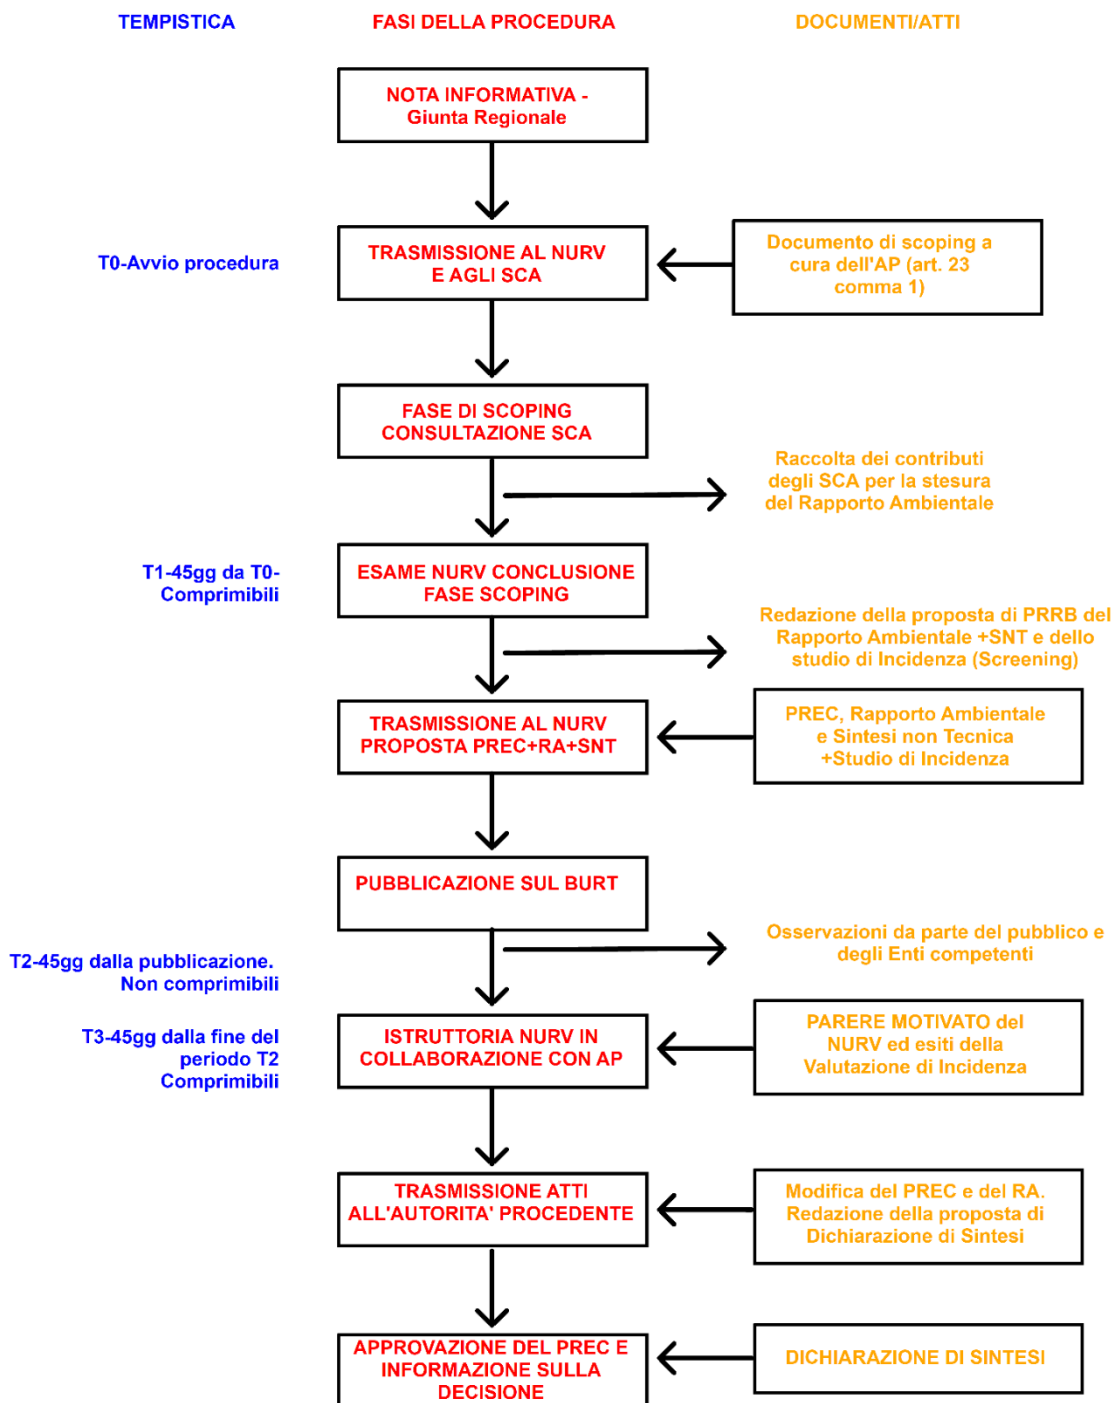 TEMPISTICA
FASI DELLA PROCEDURA
DOCUMENTI/ATTI
NOTA INFORMATIVA -
Giunta Regionale
T0-Avvio procedura
TRASMISSIONE AL NURV
E AGLI SCA
Documento di scoping a
cura dell'AP (art. 23
comma 1)
FASE DI SCOPING
CONSULTAZIONE SCA
Raccolta dei contributi
degli SCA per la stesura
del Rapporto Ambientale
T1-45gg da T0-
Comprimibili
ESAME NURV CONCLUSIONE
FASE SCOPING
Redazione della proposta di PRRB del
Rapporto Ambientale +SNT e dello
studio di Incidenza (Screening)
TRASMISSIONE AL NURV
PROPOSTA PREC+RA+SNT
PREC, Rapporto Ambientale
e Sintesi non Tecnica
+Studio di Incidenza
PUBBLICAZIONE SUL BURT
Osservazioni da parte del pubblico e
degli Enti competenti
T2-45gg dalla pubblicazione.
Non comprimibili
T3-45gg dalla fine del
periodo T2
Comprimibili
ISTRUTTORIA NURV IN
COLLABORAZIONE CON AP
PARERE MOTIVATO del
NURV ed esiti della
Valutazione di Incidenza
TRASMISSIONE ATTI
ALL'AUTORITA' PROCEDENTE
Modifica del PREC e del RA.
Redazione della proposta di
Dichiarazione di Sintesi
APPROVAZIONE DEL PREC E
INFORMAZIONE SULLA
DECISIONE
DICHIARAZIONE DI SINTESI